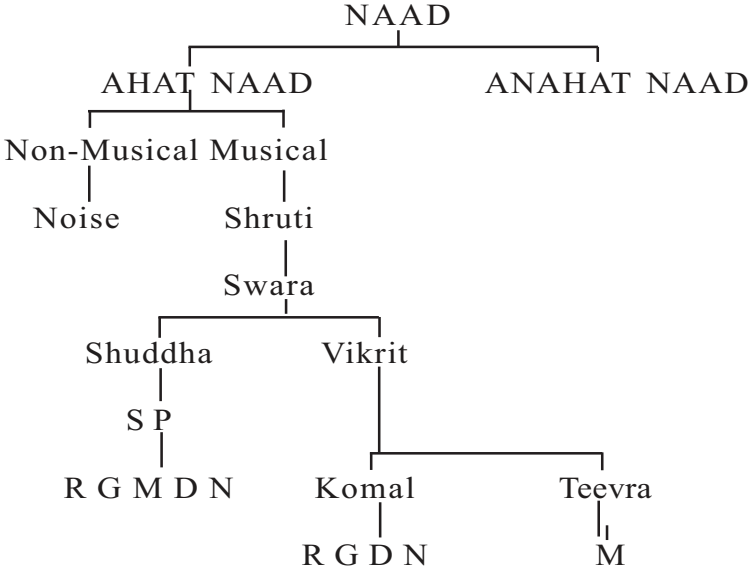 NAAD
AHAT NAAD ANAHAT NAAD
Non-Musical Musical
Noise Shruti
Swara
Shuddha Vikrit
S P
R G M D N Komal Teevra
R G D N M